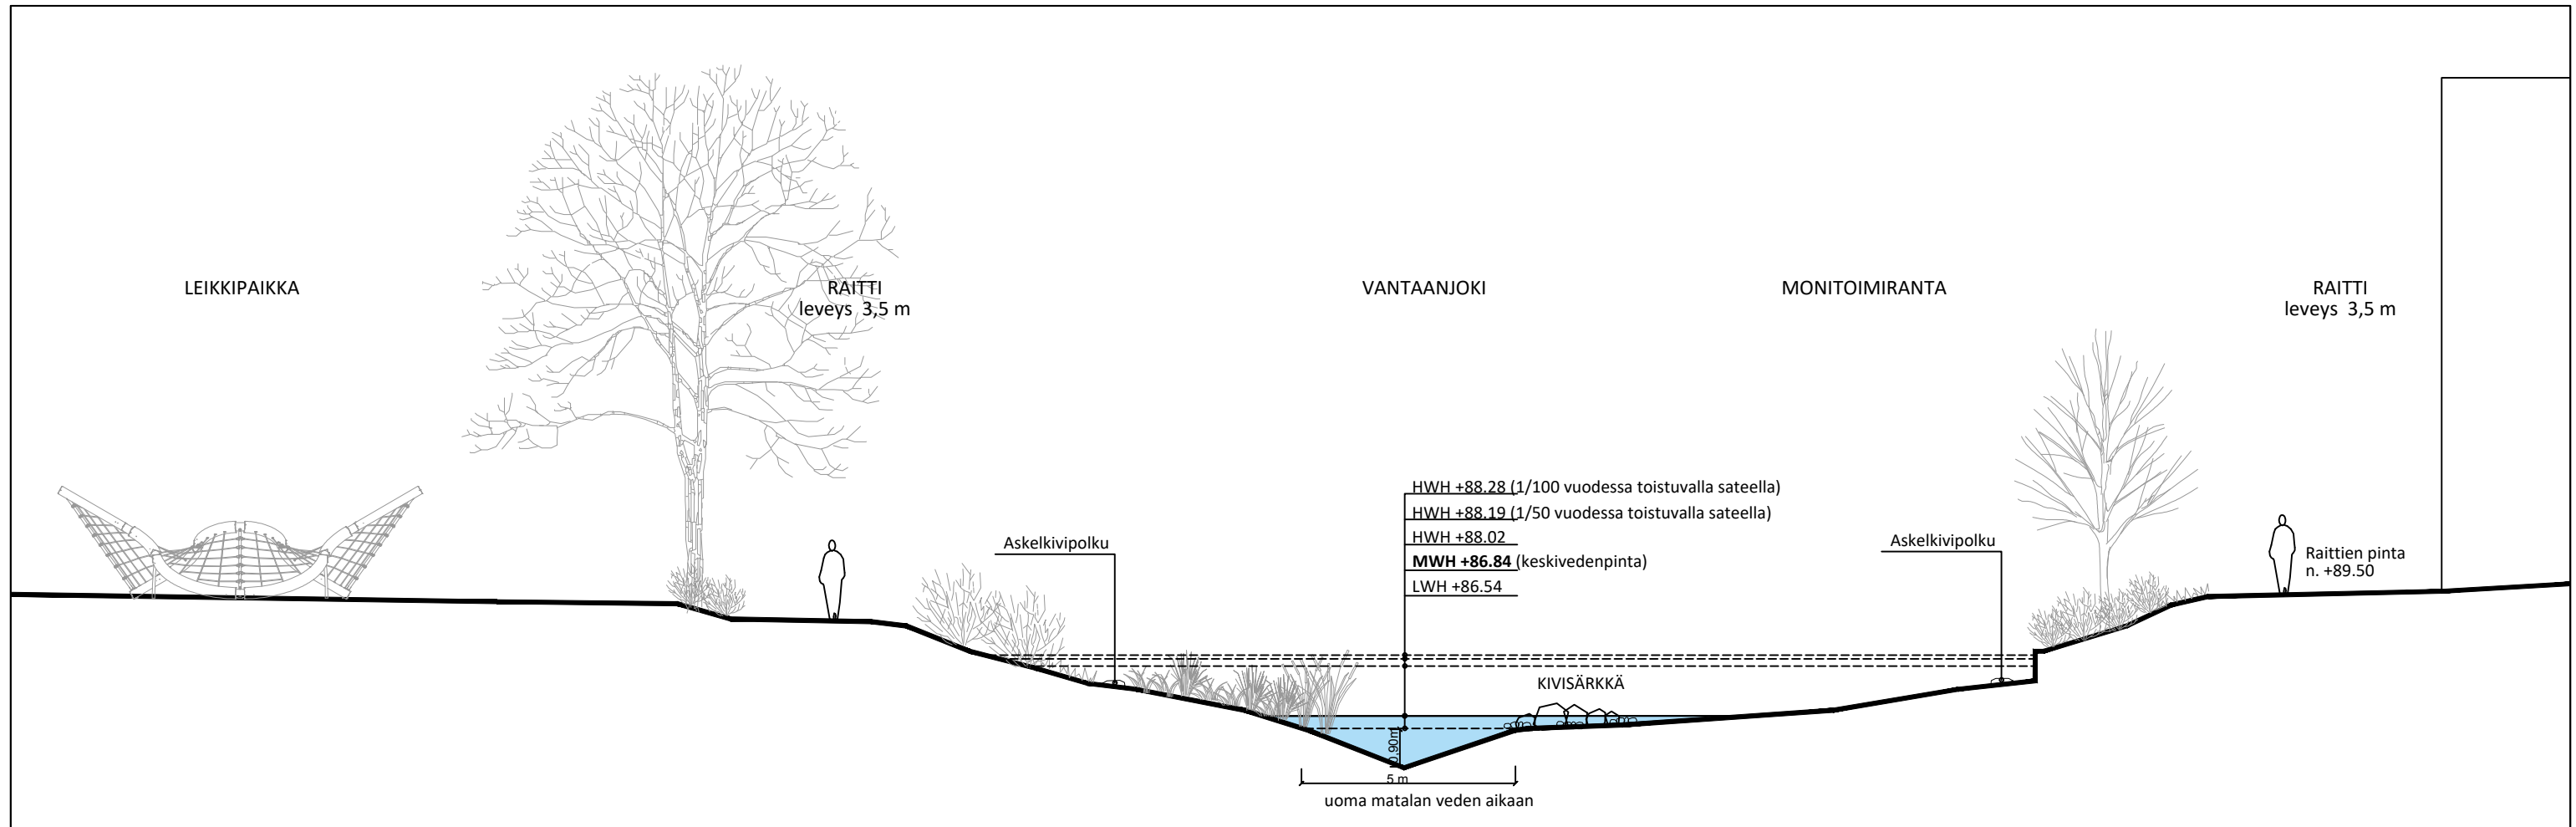 LEIKKIPAIKKA
RAITTI
leveys 3,5 m
VANTAANJOKI
MONITOIMIRANTA
RAITTI
leveys 3,5 m
HWH +88.28 (1/100 vuodessa toistuvalla sateella)
HWH +88.19 (1/50 vuodessa toistuvalla sateella)
HWH +88.02
MWH +86.84 (keskivedenpinta)
LWH +86.54
Askelkivipolku
Askelkivipolku
Raittien pinta
n. +89.50
KIVISÄRKKÄ
0,90m
5 m
uoma matalan veden aikaan